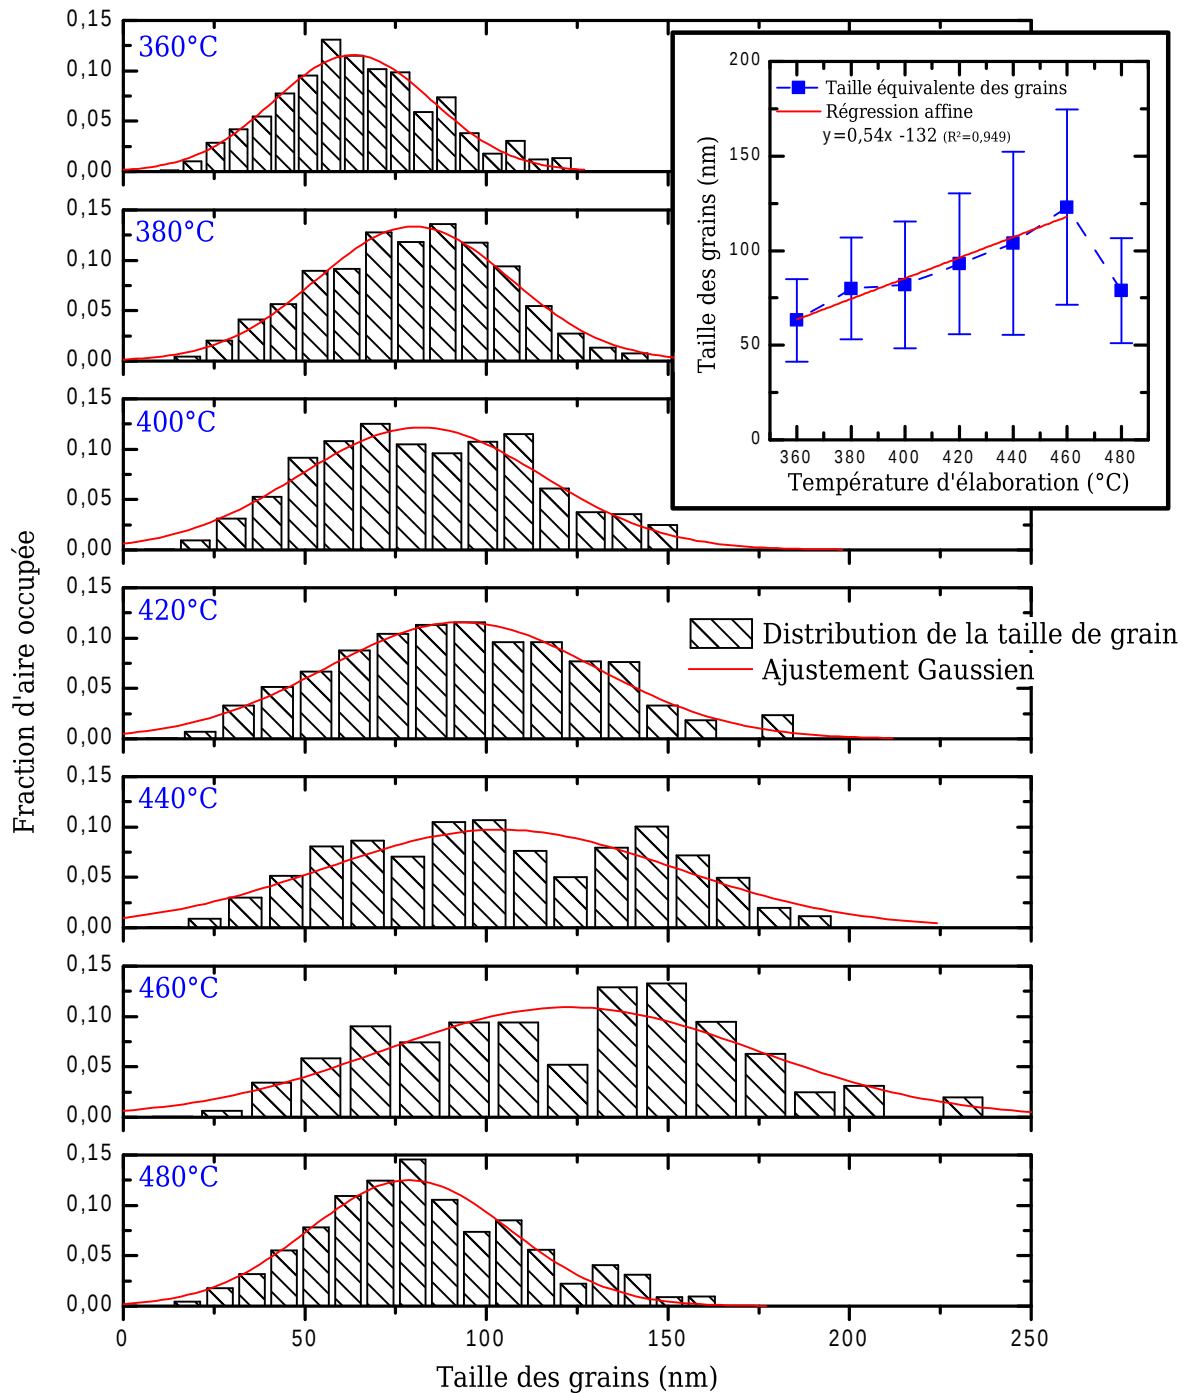 0,15
360°C
0,10
0,05
0,00
0,15
380°C
0,10
0,05
0,00
0,15
400°C
0,10
0,05
0,00
0,15
420°C
0,10
0,05
0,00
0,15
440°C
0,10
0,05
0,00
0,15
460°C
0,10
0,05
0,00
0,15
480°C
0,10
0,05
0,00
0 50 100 150 200 250
Taille des grains (nm)
Fraction d'aire occupée
Distribution de la taille de grain
Ajustement Gaussien
200
150
100
50
0
Taille des grains (nm)
Taille équivalente des grains
Régression affine
y=0,54x -132 (R²=0,949)
360 380 400 420 440 460 480
Température d'élaboration (°C)